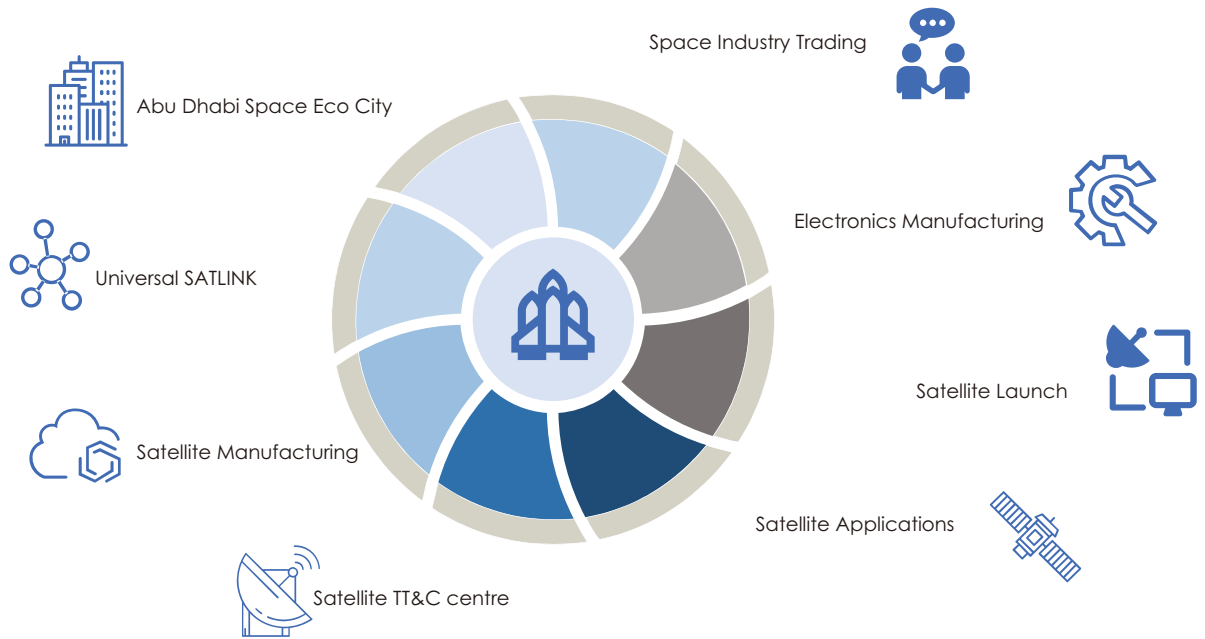 Space Industry Trading
Abu Dhabi Space Eco City
Electronics Manufacturing
Universal SATLINK
Satellite Launch
Satellite Manufacturing
Satellite Applications
Satellite TT&C centre